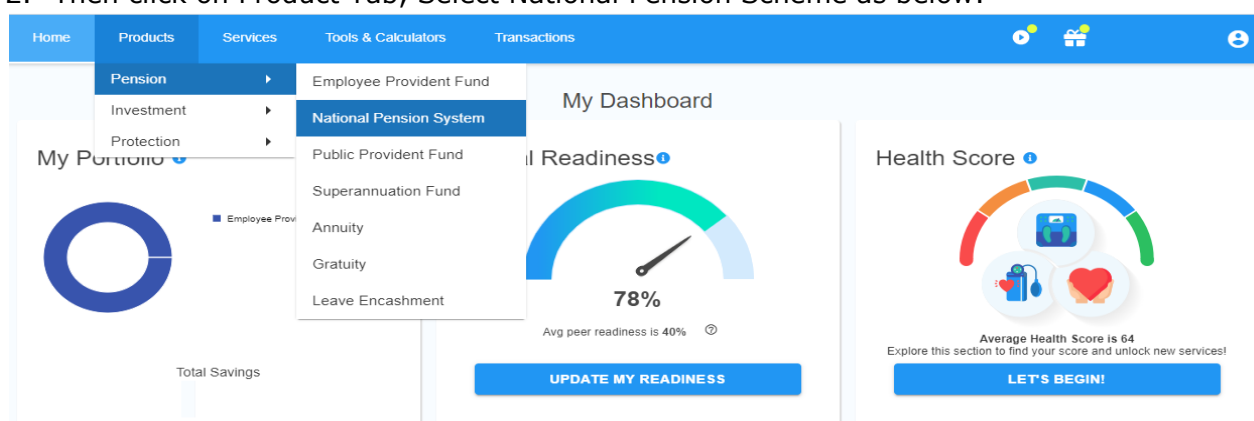 2. Then click on Product Tab, Select National Pension Scheme as below:
Home Products Services Tools & Calculators Transactions
Pension
Investment
Protection
Employee Provident Fund
National Pension System
Public Provident Fund
Superannuation Fund
Annuity
Gratuity
Leave Encashment
My Dashboard
My Portfolio
Employee Prov
Total Savings
l Readiness
78%
Avg peer readiness is 40%
UPDATE MY READINESS
Health Score
Average Health Score is 64
Explore this section to find your score and unlock new services!
LET'S BEGIN!